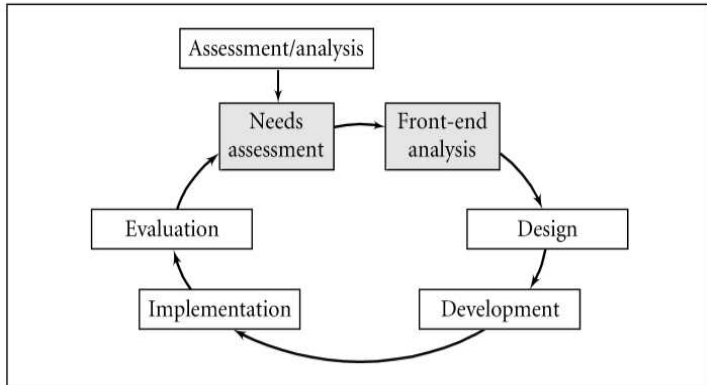 Assessment/analysis
Needs
assessment
Front-end
analysis
Evaluation
Design
Implementation
Development